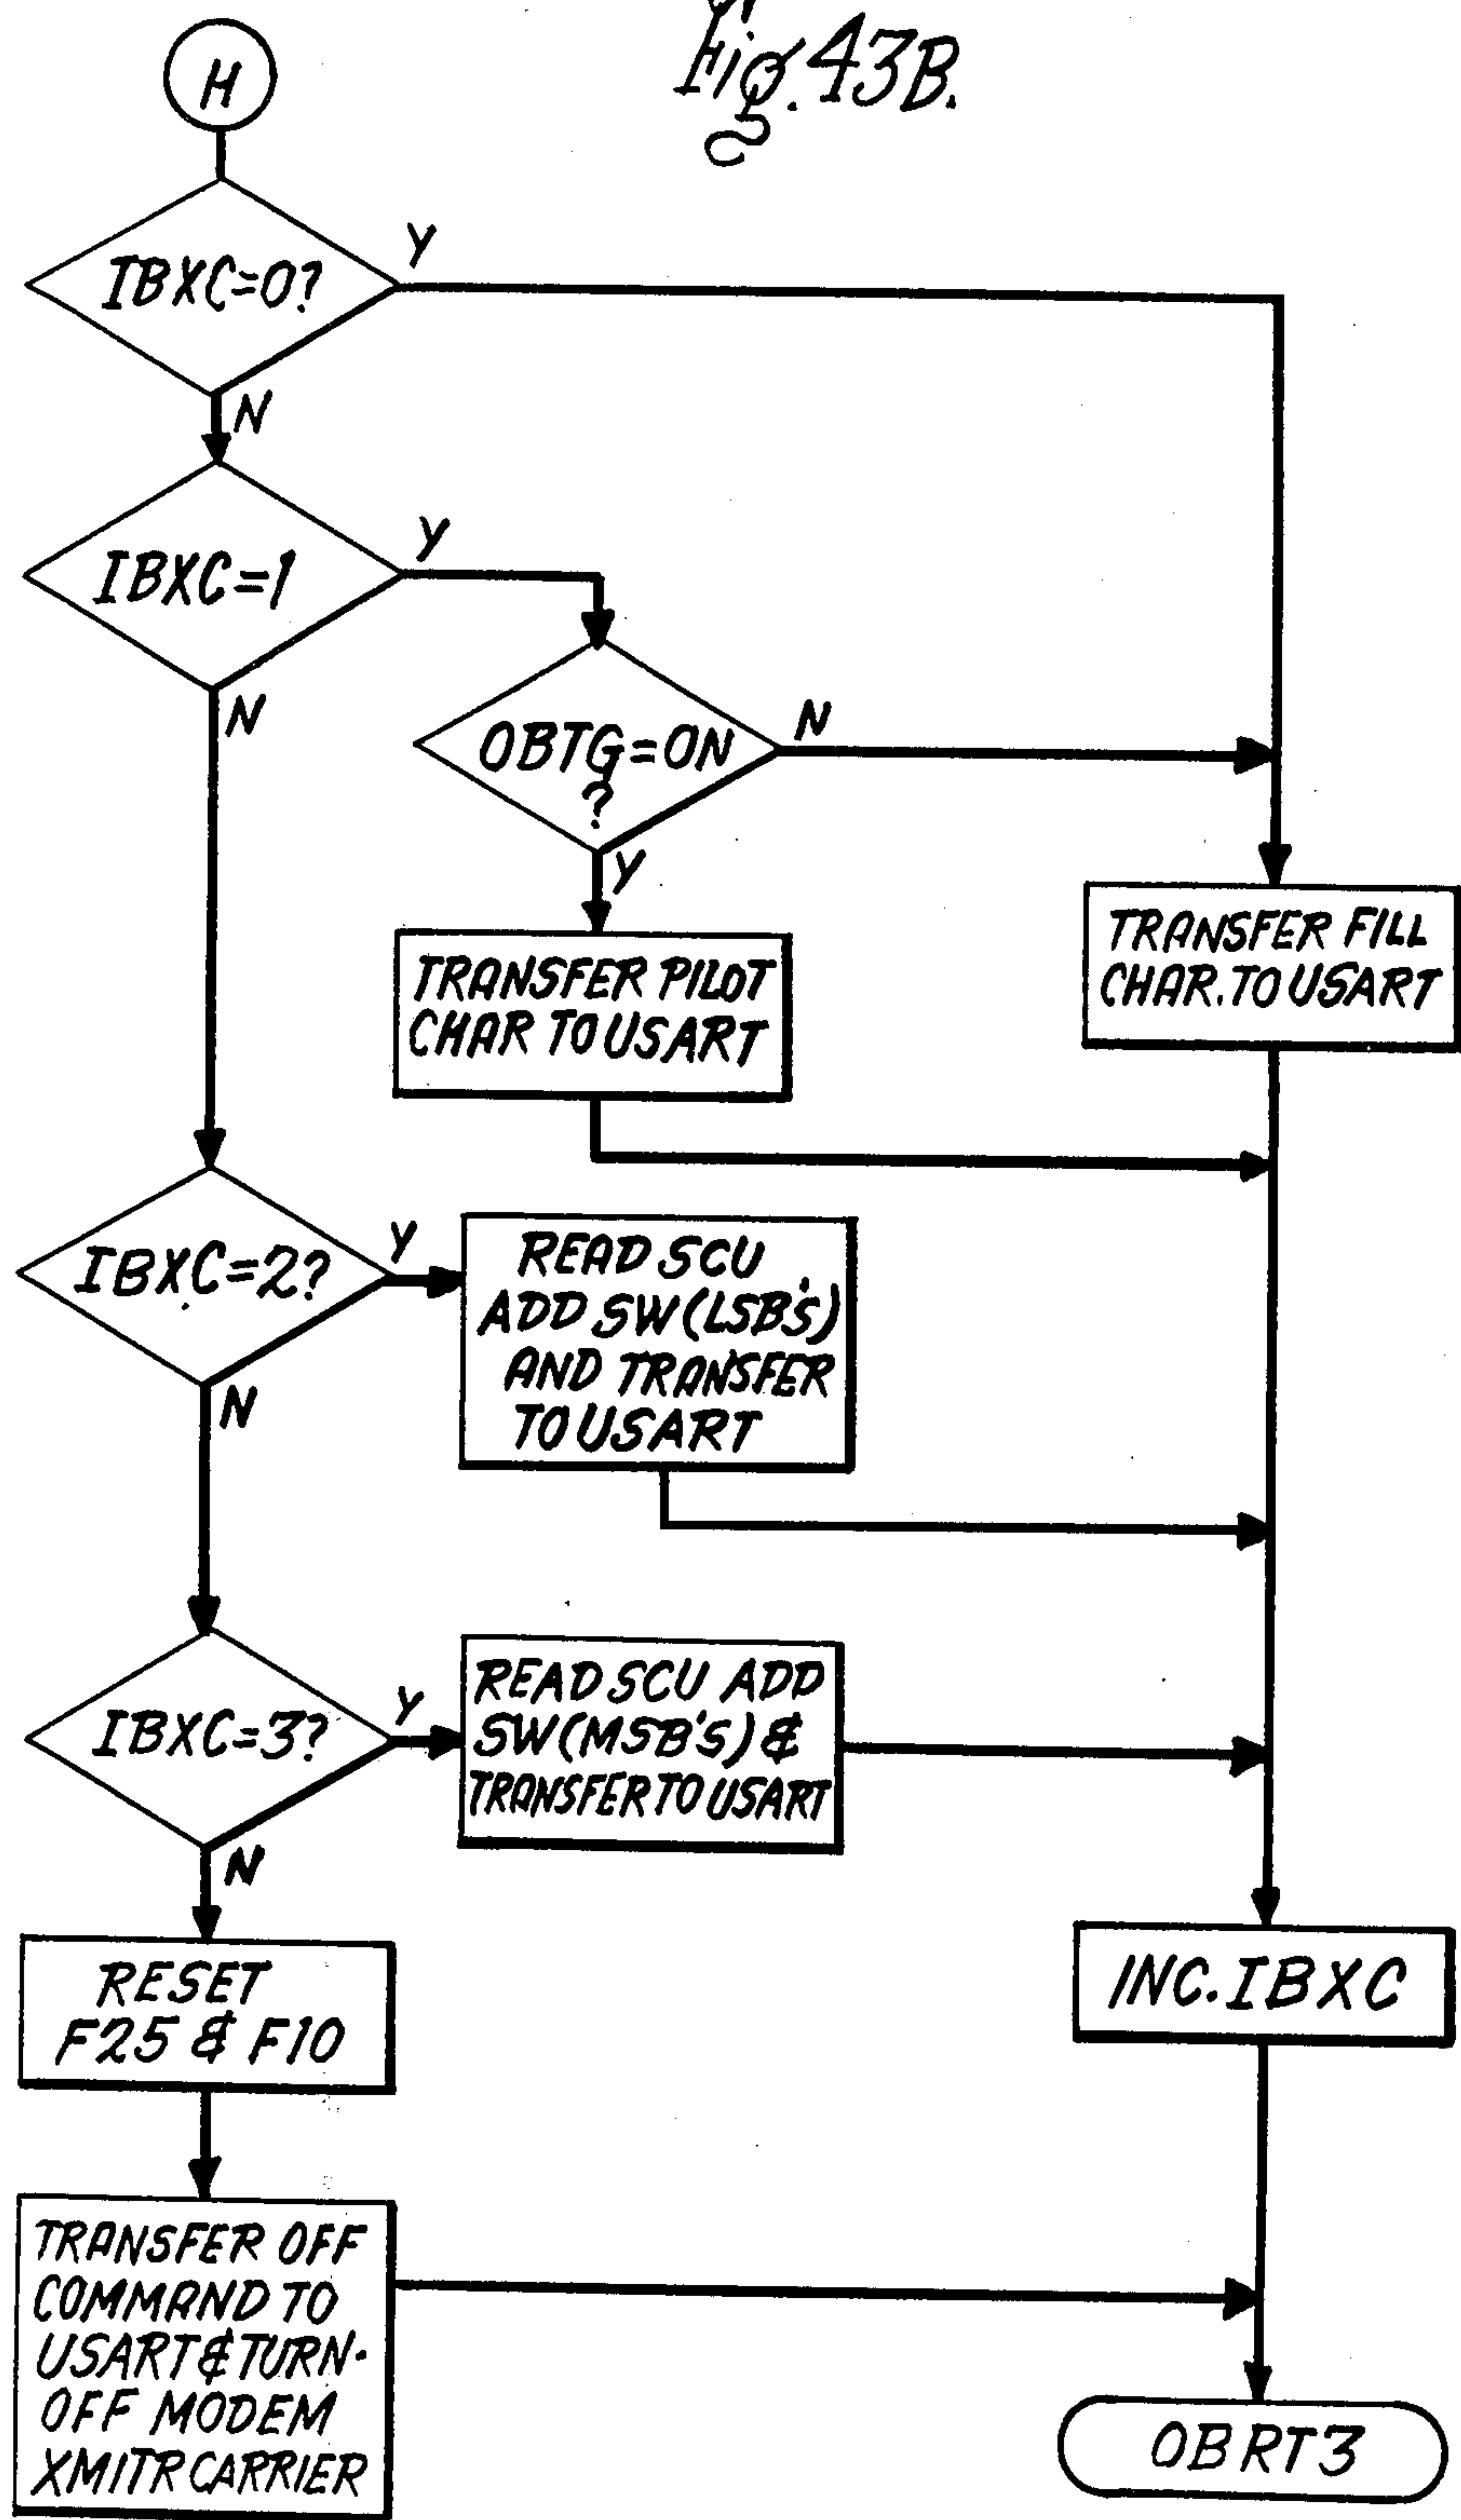 Fig. 43B.
H
IBXC=0?
Y
N
IBXC=1
Y
N
OBTG=ON
?
N
Y
TRANSFER PILOT
CHAR TO USART
TRANSFER FILL
CHAR. TO USART
IBXC=2?
Y
N
READ SCU
ADD SW(LSB's)
AND TRANSFER
TO USART
IBXC=3?
Y
N
READ SCU ADD
SW(MSB'S) &
TRANSFER TO USART
RESET
F25 & F10
INC. IBXC
TRANSFER OFF
COMMAND TO
USART & TURN-
OFF MODEM
XMITR CARRIER
OBRT3